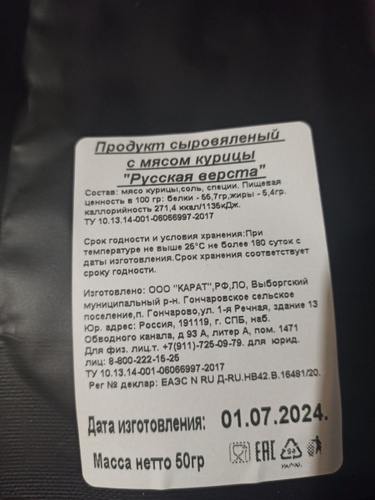 Продукт сыровяленый
с мясом курицы
"Русская верста"
Состав: мясо курицы,соль, специи. Пищевая
ценность в 100 гр: белки - 55,7гр,жиры - 5,4гр.
каллорийность 271,4 ккал/1135кДж.
ТУ 10.13.14-001-06066997-2017
Срок годности и условия хранения:При
температуре не выше 25°С не более 180 суток с
даты изготовления.Срок хранения соответствует
сроку годности.
Изготовлено: ООО "КАРАТ",РФ,ЛО, Выборгский
муниципальный р-н. Гончаровское сельское
поселение,п. Гончарово,ул. 1-я Речная, здание 13
Юр. адрес: Россия, 191119, г. СПБ, наб.
Обводного канала, д 93 А, литер А, пом. 1471
Для физ. лиц.т. +7(911)-725-09-79. для юрид.
лиц: 8-800-222-15-25
ТУ 10.13.14-001-06066997-2017
Рег № деклар: ЕАЭС N RU Д-RU.НВ42.В.16481/20.
Дата изготовления: 01.07.2024.
ЕАС
Масса нетто 50гр